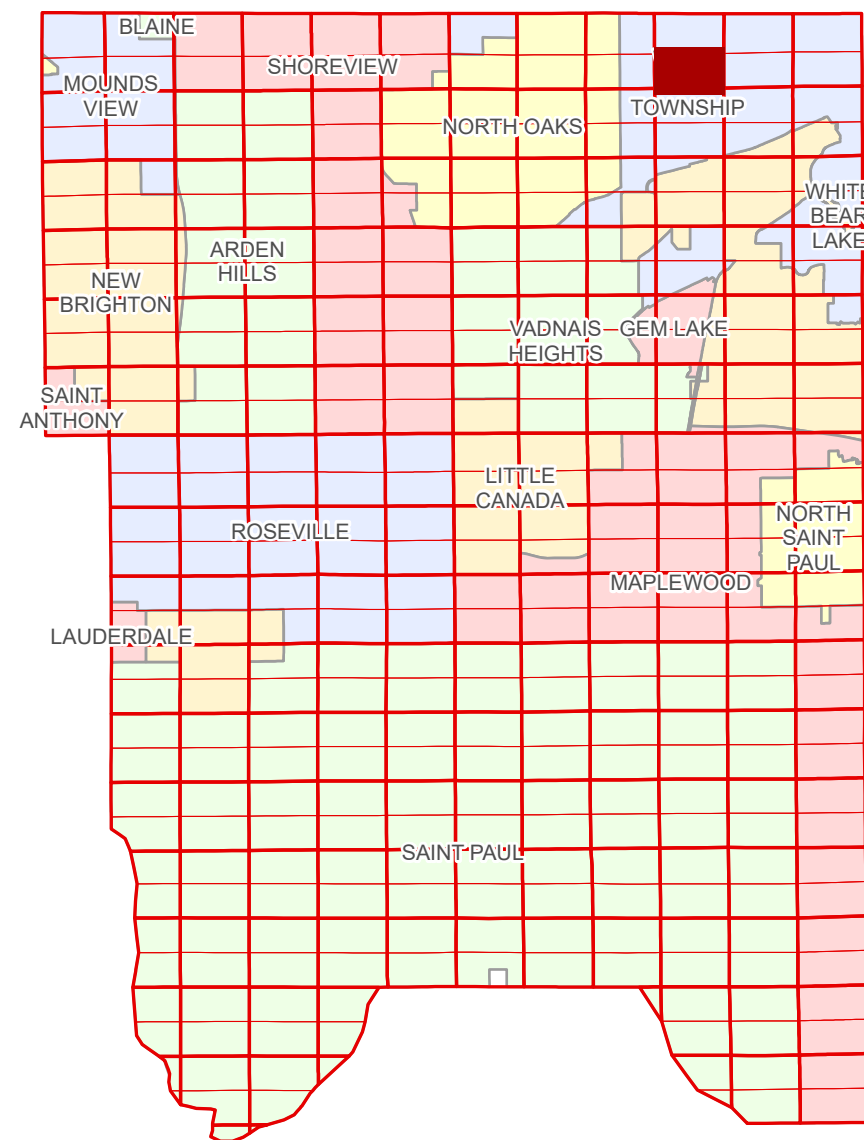 BLAINE
SHOREVIEW
MOUNDS
VIEW
TOWNSHIP
NORTH OAKS
WHITE
BEAR
LAKE
ARDEN
HILLS
NEW
BRIGHTON
VADNAIS
HEIGHTS
GEM LAKE
SAINT
ANTHONY
LITTLE
CANADA
NORTH
SAINT
PAUL
ROSEVILLE
MAPLEWOOD
LAUDERDALE
SAINT PAUL